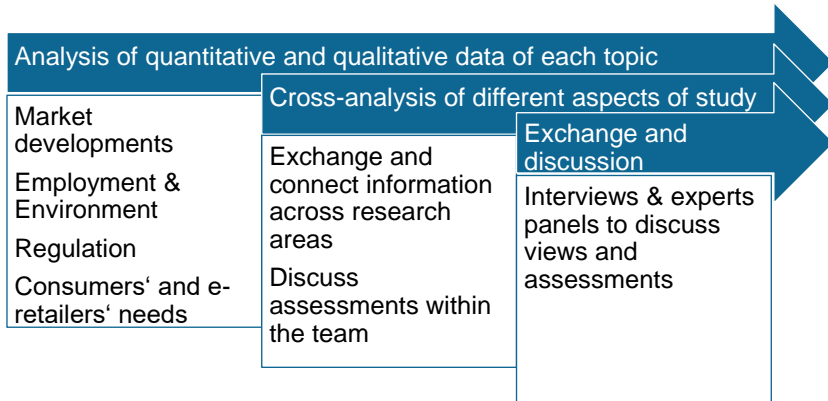 Analysis of quantitative and qualitative data of each topic
Market
developments
Employment &
Environment
Regulation
Consumers‘ and e-
retailers‘ needs
Cross-analysis of different aspects of study
Exchange and
connect information
across research
areas
Discuss
assessments within
the team
Exchange and
discussion
Interviews & experts
panels to discuss
views and
assessments